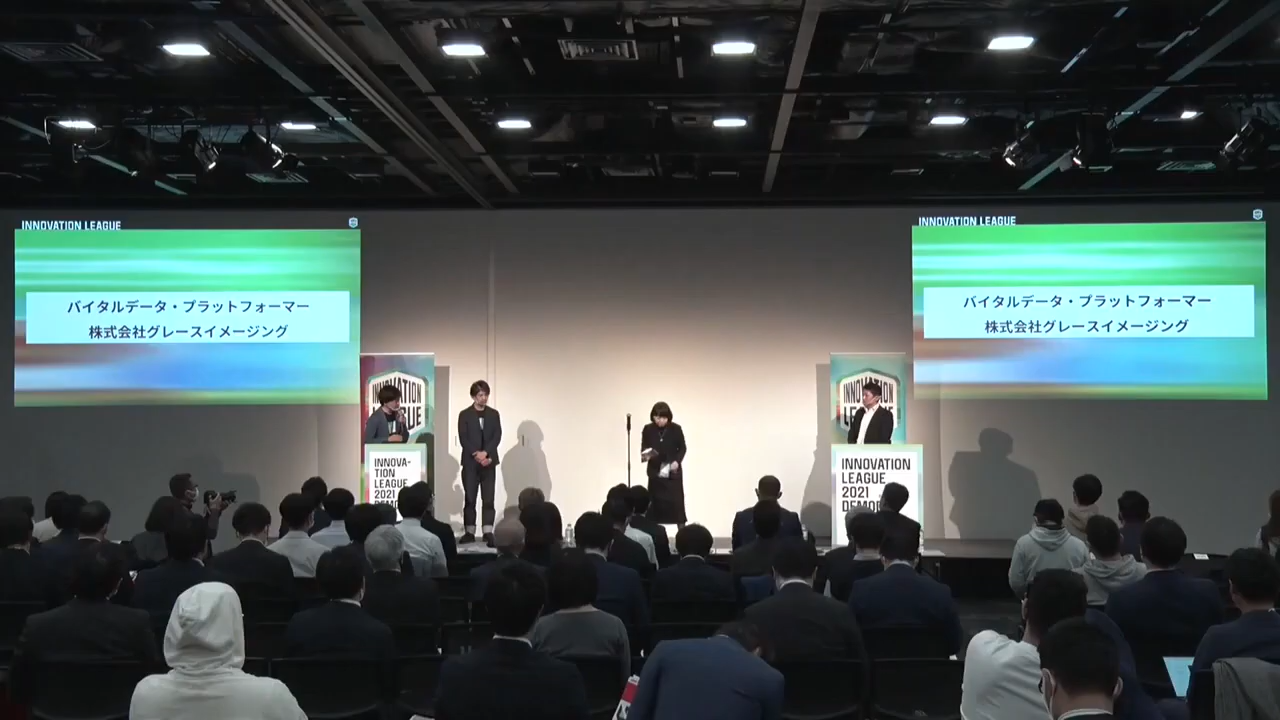 INNOVATION LEAGUE
バイタルデータ・プラットフォーマー
株式会社グレースイメージング
INNOVATION LEAGUE
バイタルデータ・プラットフォーマー
株式会社グレースイメージング
INNOVATION
LEAGUE
INNOVATION
INNOVA-
TION
LEAGUE
2021
INNOVATION
LEAGUE
2021